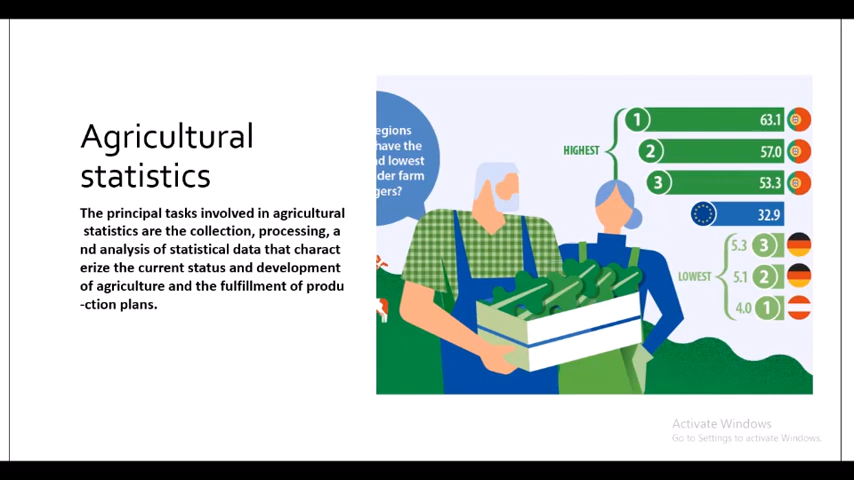 Agricultural
statistics
The principal tasks involved in agricultural
statistics are the collection, processing, a
nd analysis of statistical data that charact
erize the current status and development
of agriculture and the fulfillment of produ
-ction plans.
egions
have the
d lowest
der farm
gers?
HIGHEST
1 63.1
2 57.0
3 53.3
32.9
LOWEST
5.3 3
5.1 2
4.0 1
Activate Windows
Go to Settings to activate Windows.